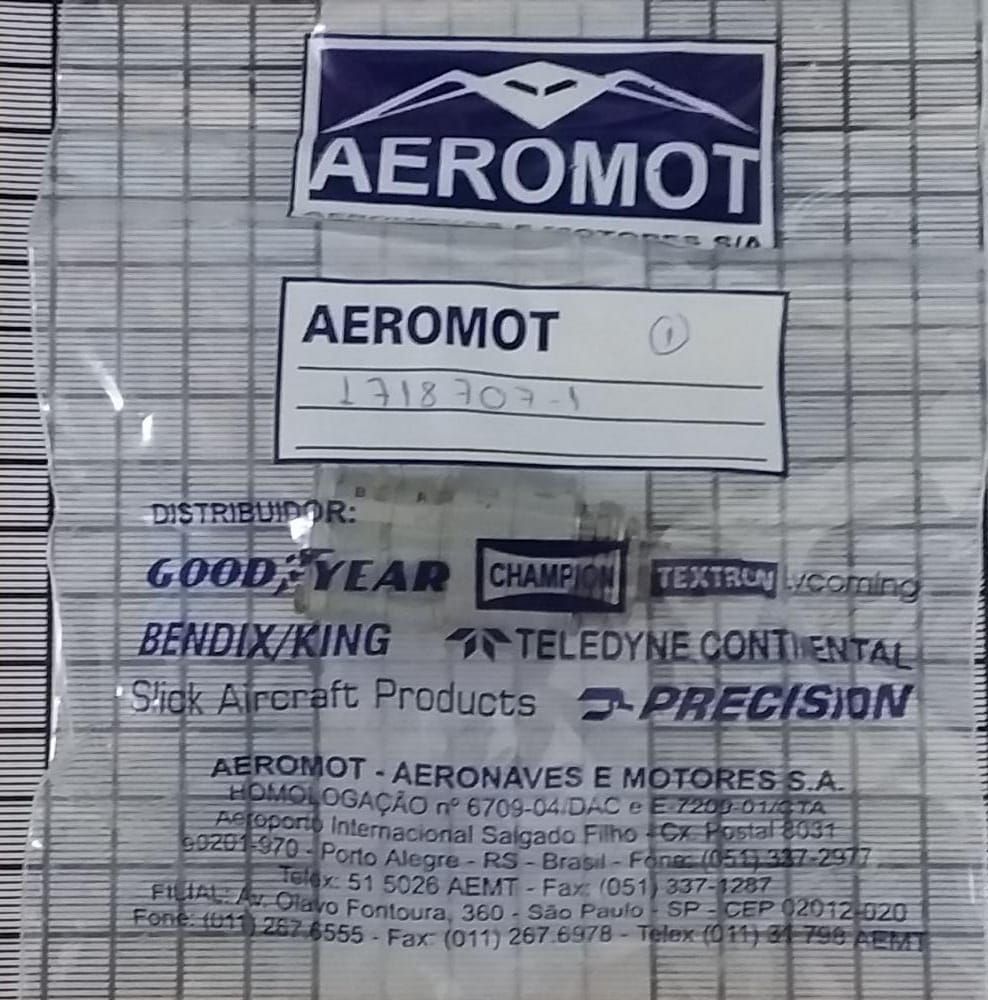 AEROMOT
AERONAVES E MOTORES S/A
AEROMOT 1
1718707-1
B A
DISTRIBUIDOR:
GOODYEAR CHAMPION TEXTRON Lycoming
BENDIX/KING TELEDYNE CONTINENTAL
Slick Aircraft Products PRECISION
AEROMOT - AERONAVES E MOTORES S.A.
HOMOLOGAÇÃO nº 6709-04/DAC e E-7200-01/CTA
Aeroporto Internacional Salgado Filho - Cx. Postal 8031
90201-970 - Porto Alegre - RS - Brasil - Fone: (051) 337-2977
Telex: 51 5026 AEMT - Fax: (051) 337-1287
FILIAL: Av. Olavo Fontoura, 360 - São Paulo - SP - CEP 02012-020
Fone: (011) 267.6555 - Fax: (011) 267.6978 - Telex (011) 31 796 AEMT